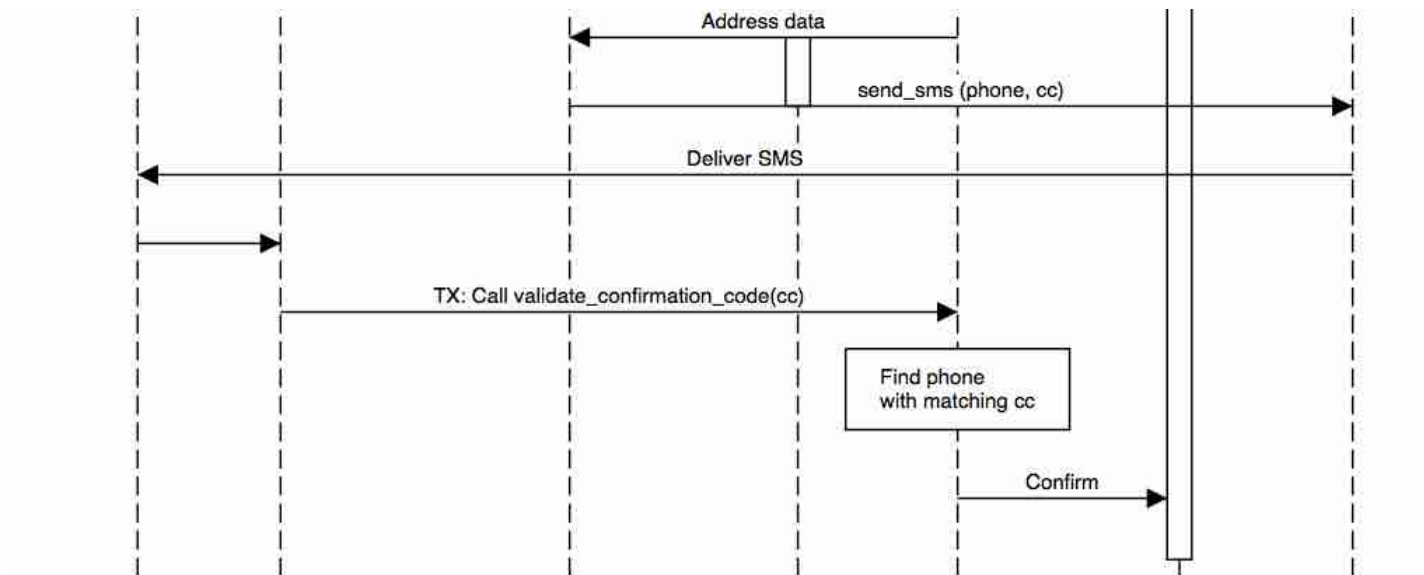 Address data
send_sms (phone, cc)
Deliver SMS
TX: Call validate_confirmation_code(cc)
Find phone
with matching cc
Confirm